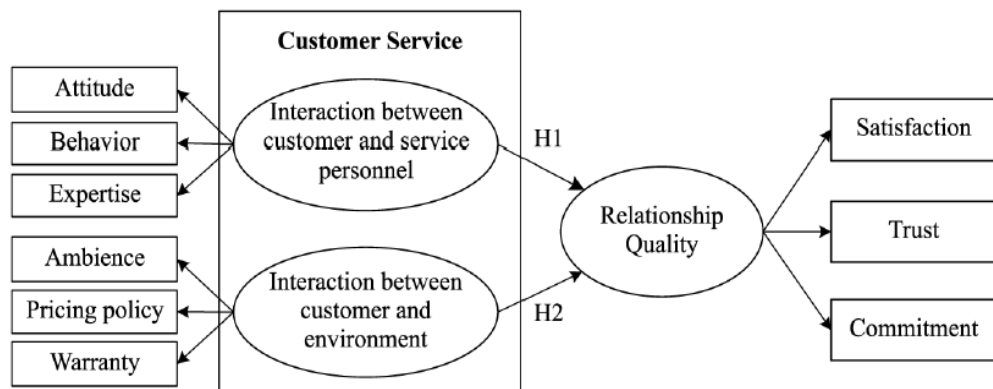 Customer Service
Attitude
Behavior
Expertise
Interaction between
customer and service
personnel
H1
Ambience
Pricing policy
Warranty
Interaction between
customer and
environment
H2
Relationship
Quality
Satisfaction
Trust
Commitment